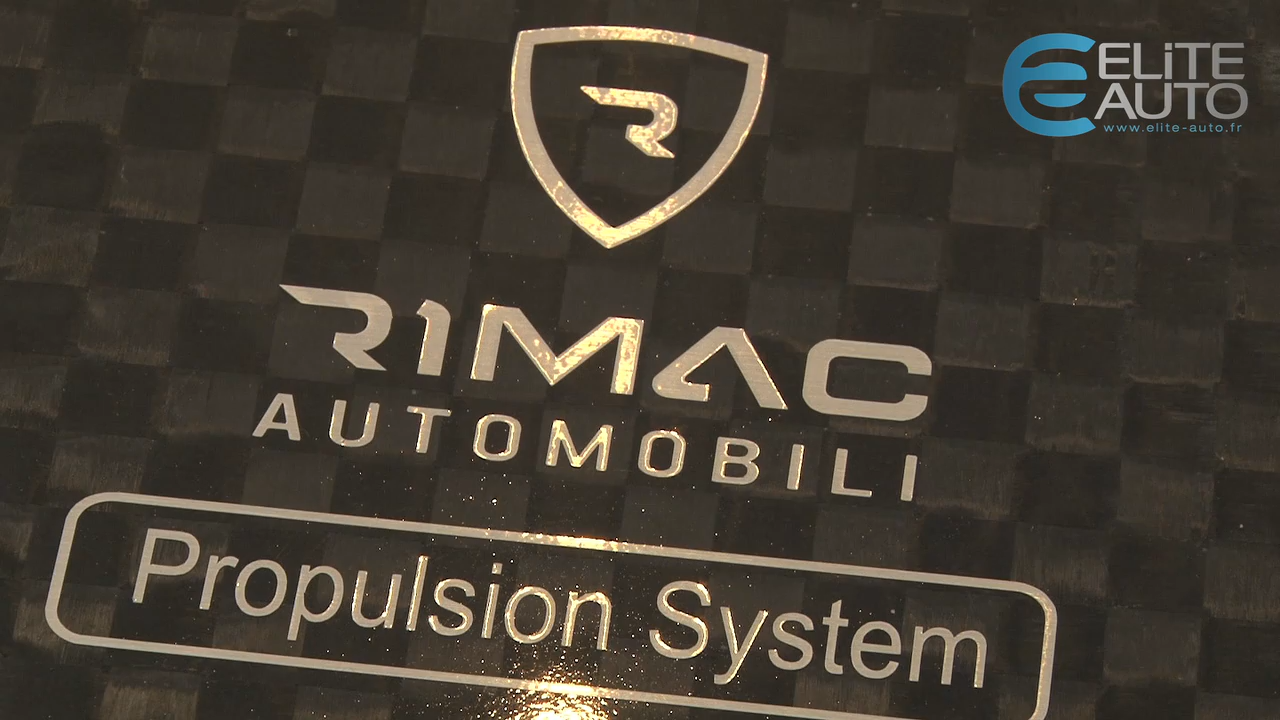 ELiTE
AUTO
www.elite-auto.fr
R
RIMAC
AUTOMOBILI
Propulsion System